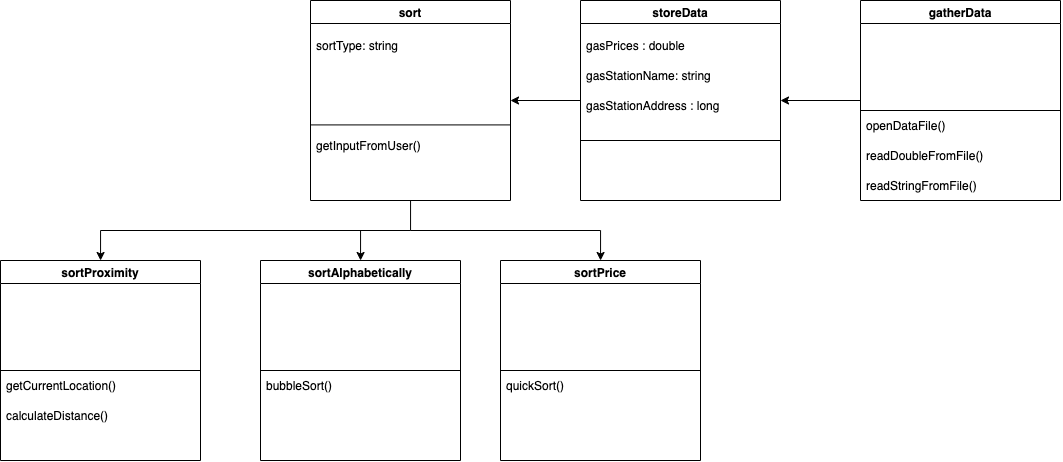 sort
sortType: string
getInputFromUser()
storeData
gasPrices : double
gasStationName: string
gasStationAddress : long
gatherData
openDataFile()
readDoubleFromFile()
readStringFromFile()
sortProximity
getCurrentLocation()
calculateDistance()
sortAlphabetically
bubbleSort()
sortPrice
quickSort()